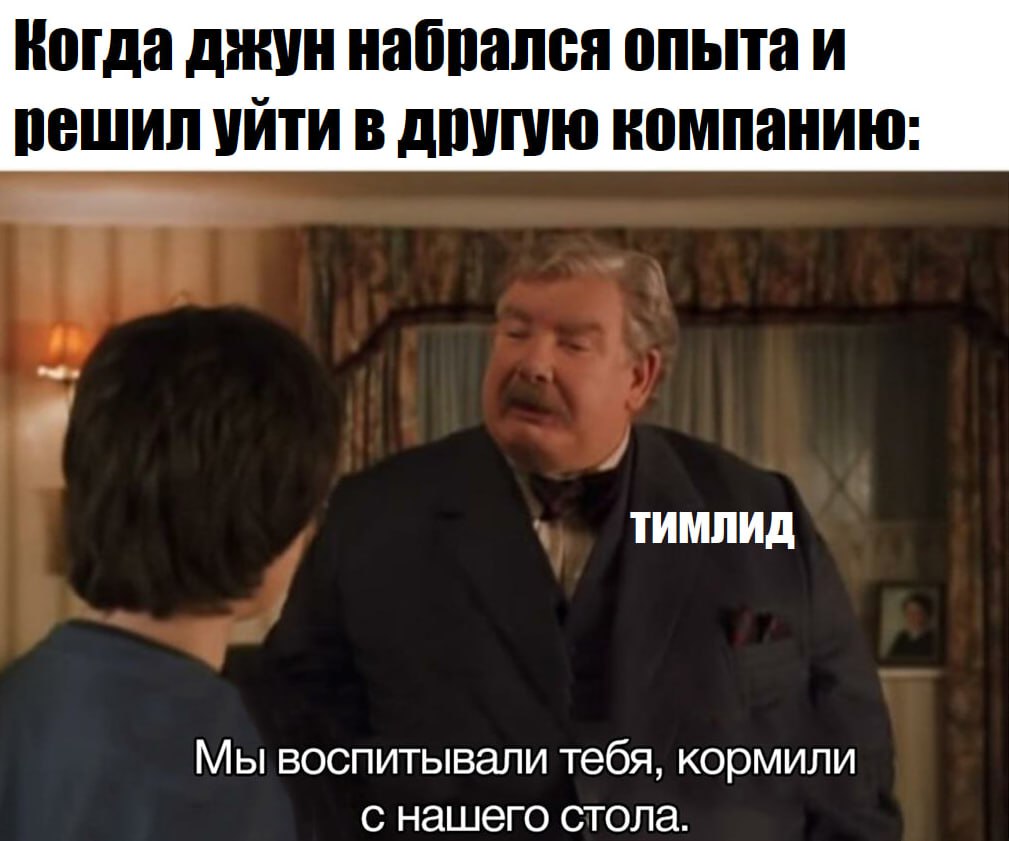 Когда джун набрался опыта и
решил уйти в другую компанию:
ТИМЛИД
Мы воспитывали тебя, кормили
с нашего стола.